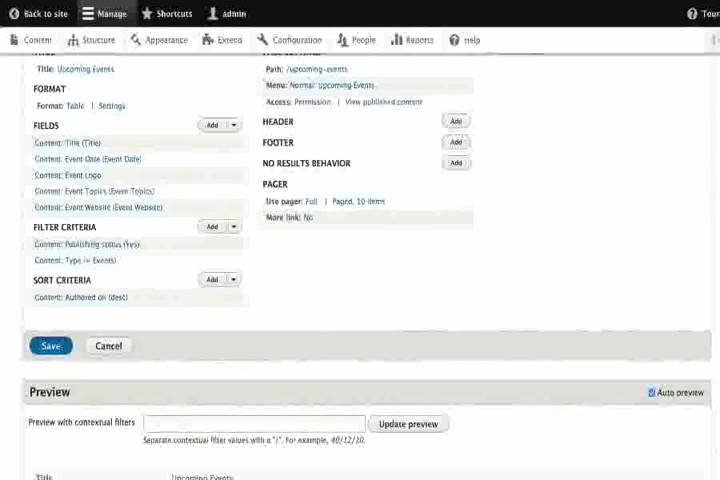 Back to site
Manage
Shortcuts
admin
Tour
Content
Structure
Appearance
Extend
Configuration
People
Reports
Help
Title: Upcoming Events
FORMAT
Format: Table | Settings
FIELDS
Add
Content: Title (Title)
Content: Event Date (Event Date)
Content: Event Logo
Content: Event Topics (Event Topics)
Content: Event Website (Event Website)
FILTER CRITERIA
Add
Content: Publishing status (Yes)
Content: Type (= Events)
SORT CRITERIA
Add
Content: Authored on (desc)
Path: /upcoming-events
Menu: Normal: Upcoming Events
Access: Permission | View published content
HEADER
Add
FOOTER
Add
NO RESULTS BEHAVIOR
Add
PAGER
Use pager: Full | Paged, 10 items
More link: No
Save
Cancel
Preview
Auto preview
Preview with contextual filters
Update preview
Separate contextual filter values with a "/". For example, 40/12/10.
Title
Upcoming Events